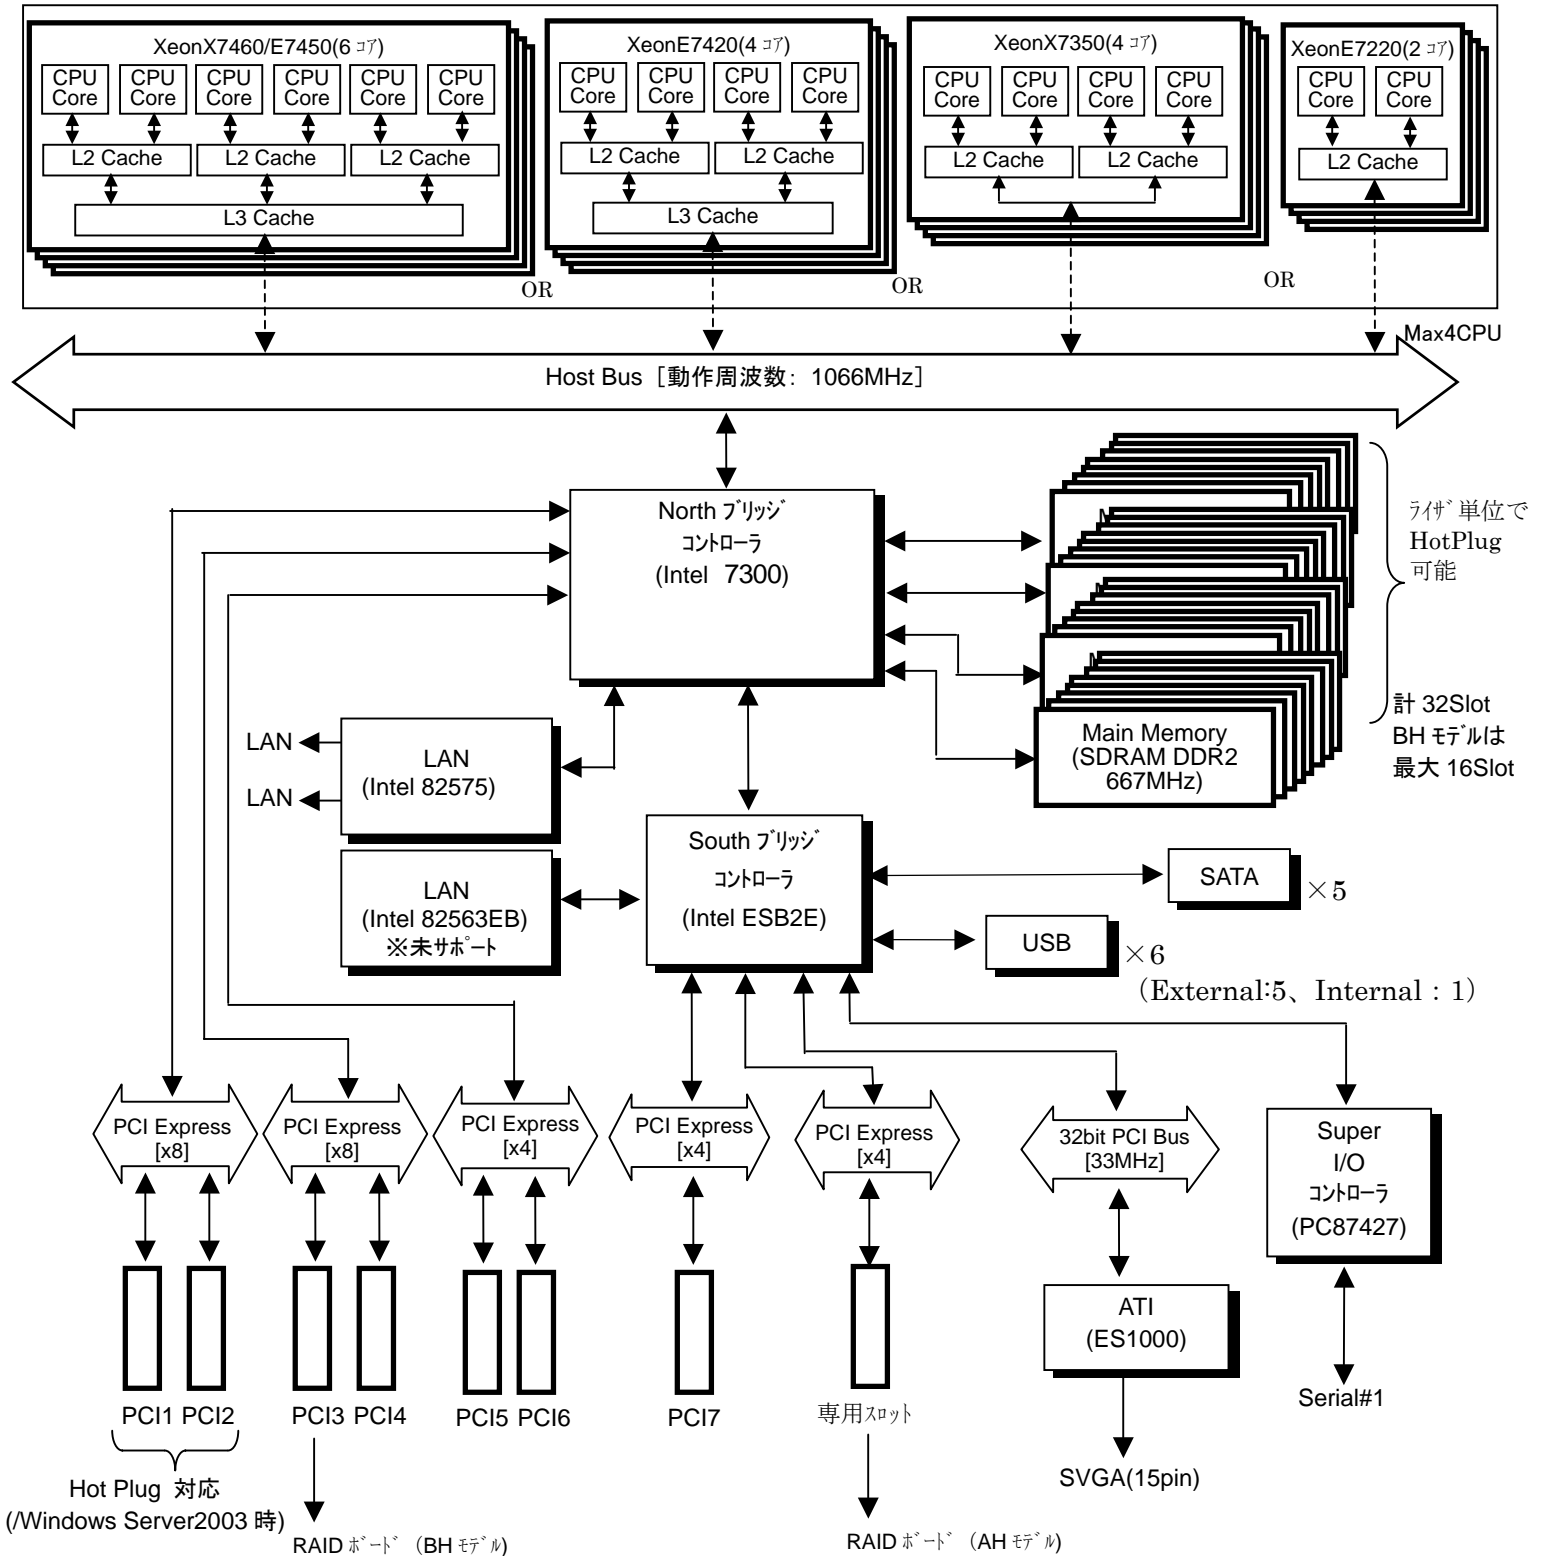 XeonX7460/E7450(6 コア)
CPU Core
CPU Core
CPU Core
CPU Core
CPU Core
CPU Core
L2 Cache
L2 Cache
L2 Cache
L3 Cache
OR
XeonE7420(4 コア)
CPU Core
CPU Core
CPU Core
CPU Core
L2 Cache
L2 Cache
L3 Cache
OR
XeonX7350(4 コア)
CPU Core
CPU Core
CPU Core
CPU Core
L2 Cache
L2 Cache
OR
XeonE7220(2 コア)
CPU Core
CPU Core
L2 Cache
Max4CPU
Host Bus [動作周波数: 1066MHz]
North ブリッジ
コントローラ
(Intel 7300)
ライザ単位で
HotPlug
可能
計 32Slot
BH モデルは
最大 16Slot
Main Memory
(SDRAM DDR2
667MHz)
LAN
LAN
LAN
(Intel 82575)
LAN
(Intel 82563EB)
※未サポート
South ブリッジ
コントローラ
(Intel ESB2E)
SATA
×5
USB
×6
(External:5、Internal：1)
PCI Express
[x8]
PCI Express
[x8]
PCI Express
[x4]
PCI Express
[x4]
PCI Express
[x4]
32bit PCI Bus
[33MHz]
Super
I/O
コントローラ
(PC87427)
ATI
(ES1000)
PCI1
PCI2
PCI3
PCI4
PCI5
PCI6
PCI7
専用スロット
Serial#1
SVGA(15pin)
Hot Plug 対応
(/Windows Server2003 時)
RAID ボード (BH モデル)
RAID ボード (AH モデル)